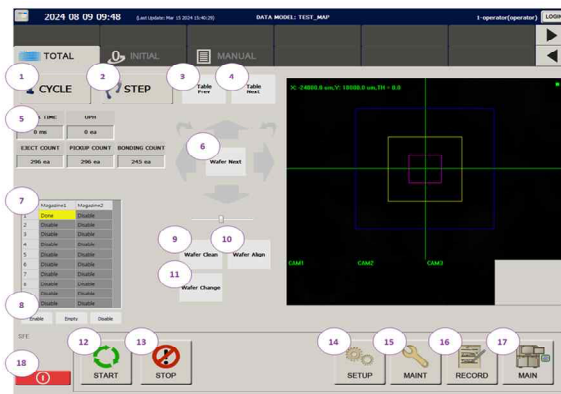 2024 08 09 09:48 (Last Update: Mar 15 2024 15:40:28) DATA MODEL: TEST_MAP 1-operator(operator) LOGIN
TOTAL INITIAL MANUAL
1 CYCLE 2 STEP 3 Table Prev 4 Table Next
X: -24000.0 um,Y: 18000.0 um,TH = 0.0
5 TIME UPH
0 ms 0 ea
EJECT COUNT PICKUP COUNT BONDING COUNT
296 ea 296 ea 245 ea
6 Wafer Next
7 Magazine1 Magazine2
1 Done Disable
2 Disable Disable
3 Disable Disable
4 Disable Disable
5 Disable Disable
6 Disable Disable
7 Disable Disable
8 Disable Disable
Disable Disable
Disable Disable
9 Wafer Clean 10 Wafer Align
11 Wafer Change
CAM1 CAM2 CAM3
8 Enable Empty Disable
SFE
12 START 13 STOP 14 SETUP 15 MAINT 16 RECORD 17 MAIN
18